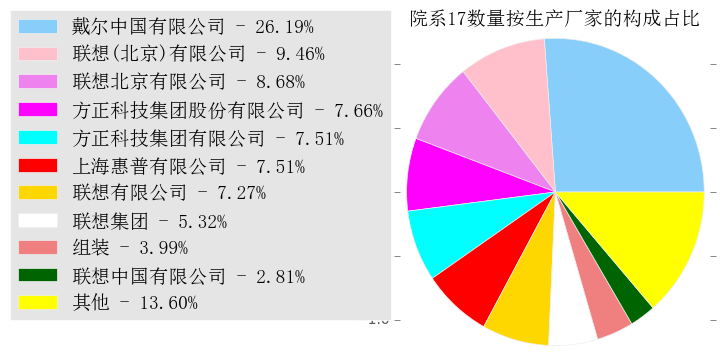 院系17数量按生产厂家的构成占比
戴尔中国有限公司 - 26.19%
联想(北京)有限公司 - 9.46%
联想北京有限公司 - 8.68%
方正科技集团股份有限公司 - 7.66%
方正科技集团有限公司 - 7.51%
上海惠普有限公司 - 7.51%
联想有限公司 - 7.27%
联想集团 - 5.32%
组装 - 3.99%
联想中国有限公司 - 2.81%
其他 - 13.60%